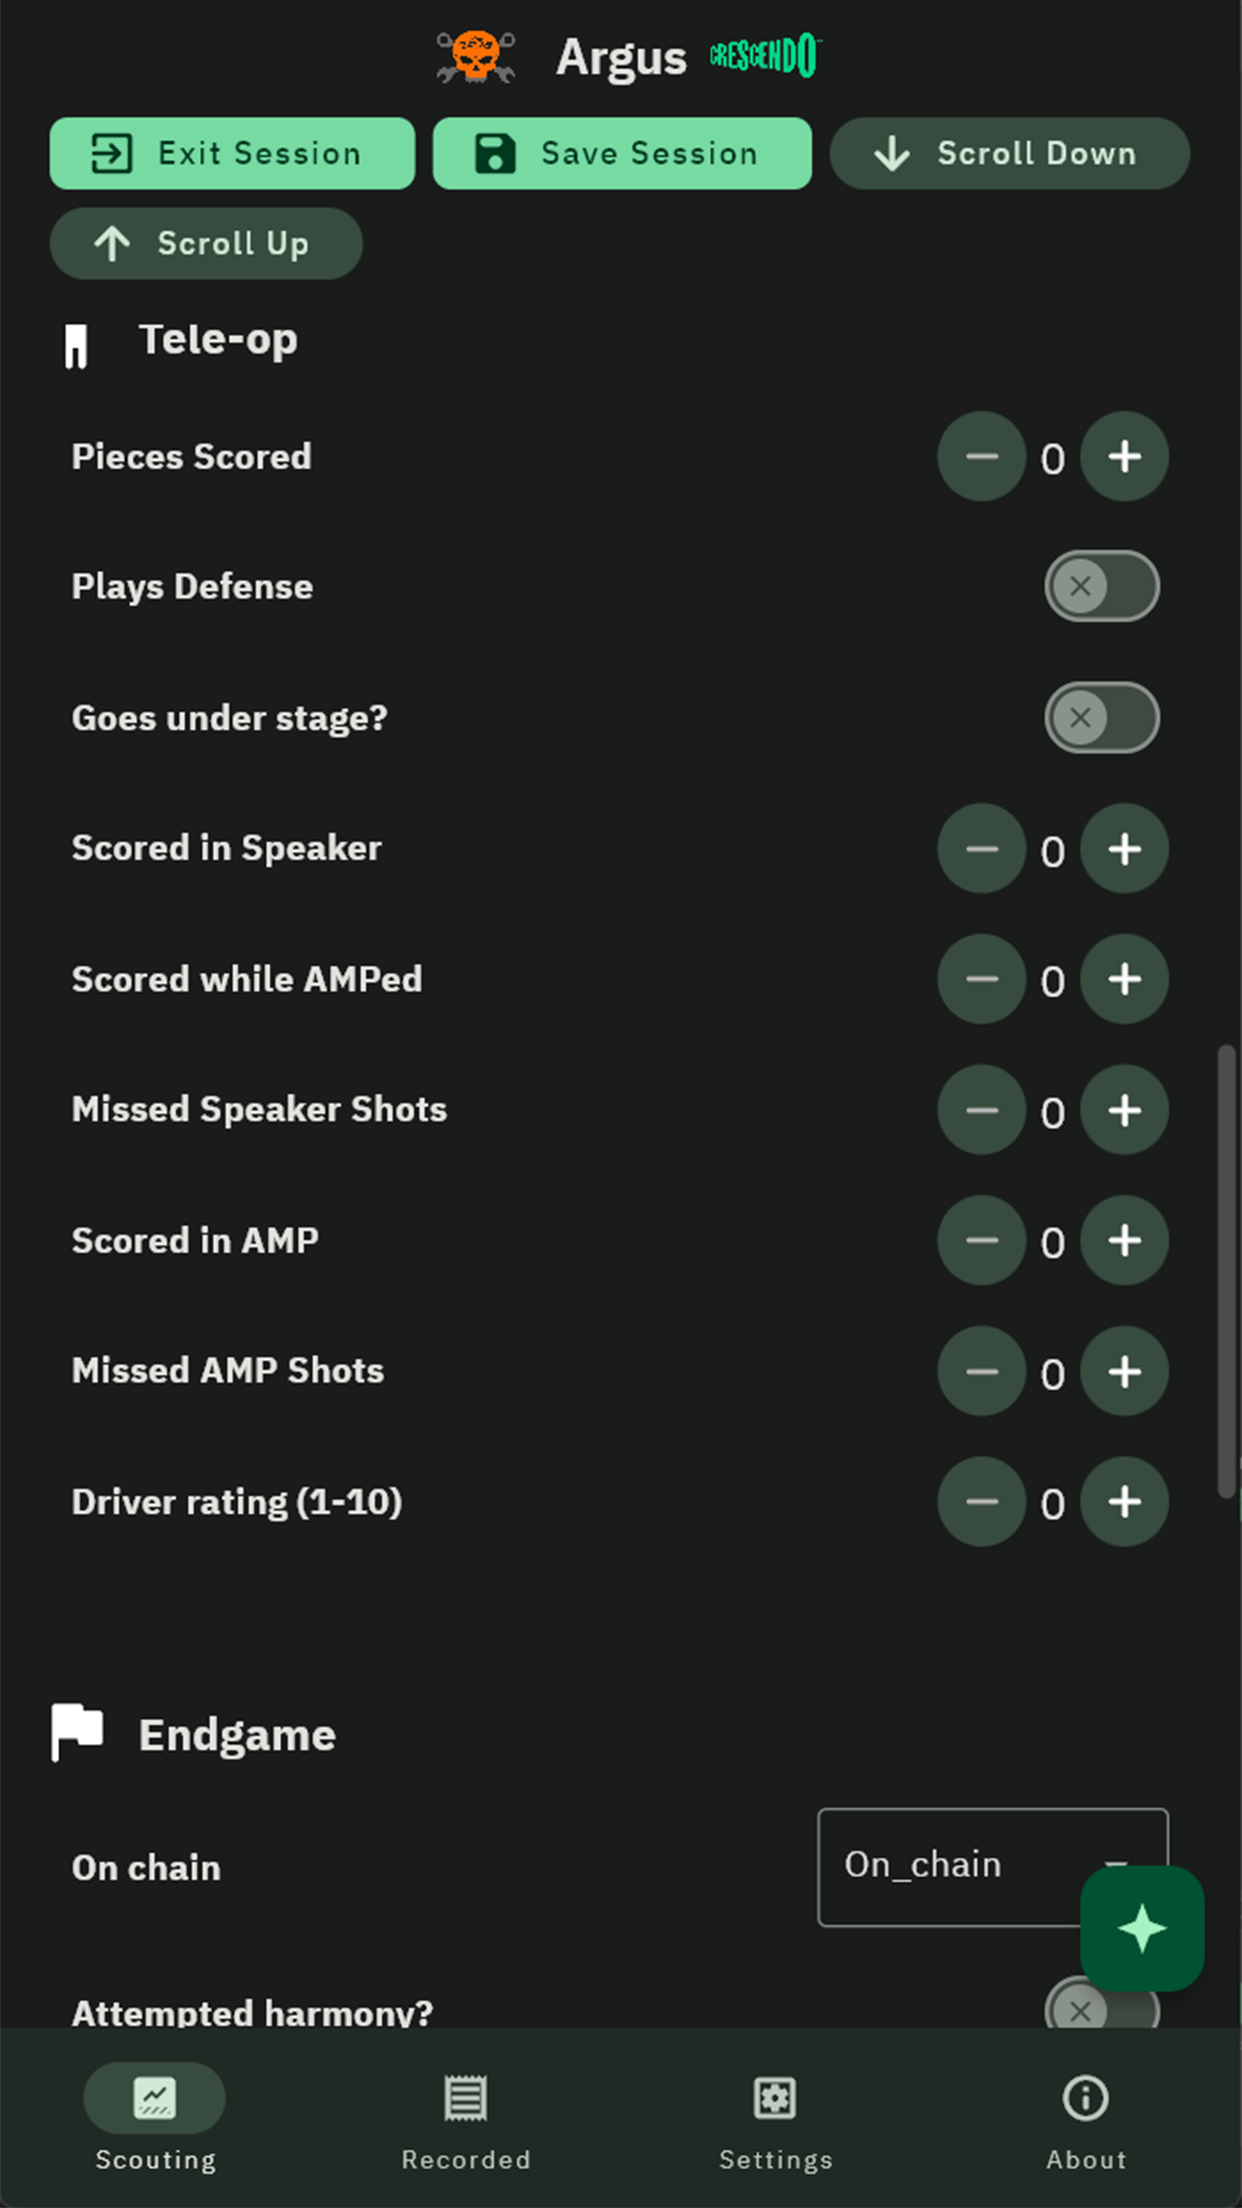 Argus CRESCENDO
Exit Session
Save Session
Scroll Down
Scroll Up
Tele-op
Pieces Scored 0
Plays Defense
Goes under stage?
Scored in Speaker 0
Scored while AMPed 0
Missed Speaker Shots 0
Scored in AMP 0
Missed AMP Shots 0
Driver rating (1-10) 0
Endgame
On chain On_chain
Attempted harmony?
Scouting Recorded Settings About